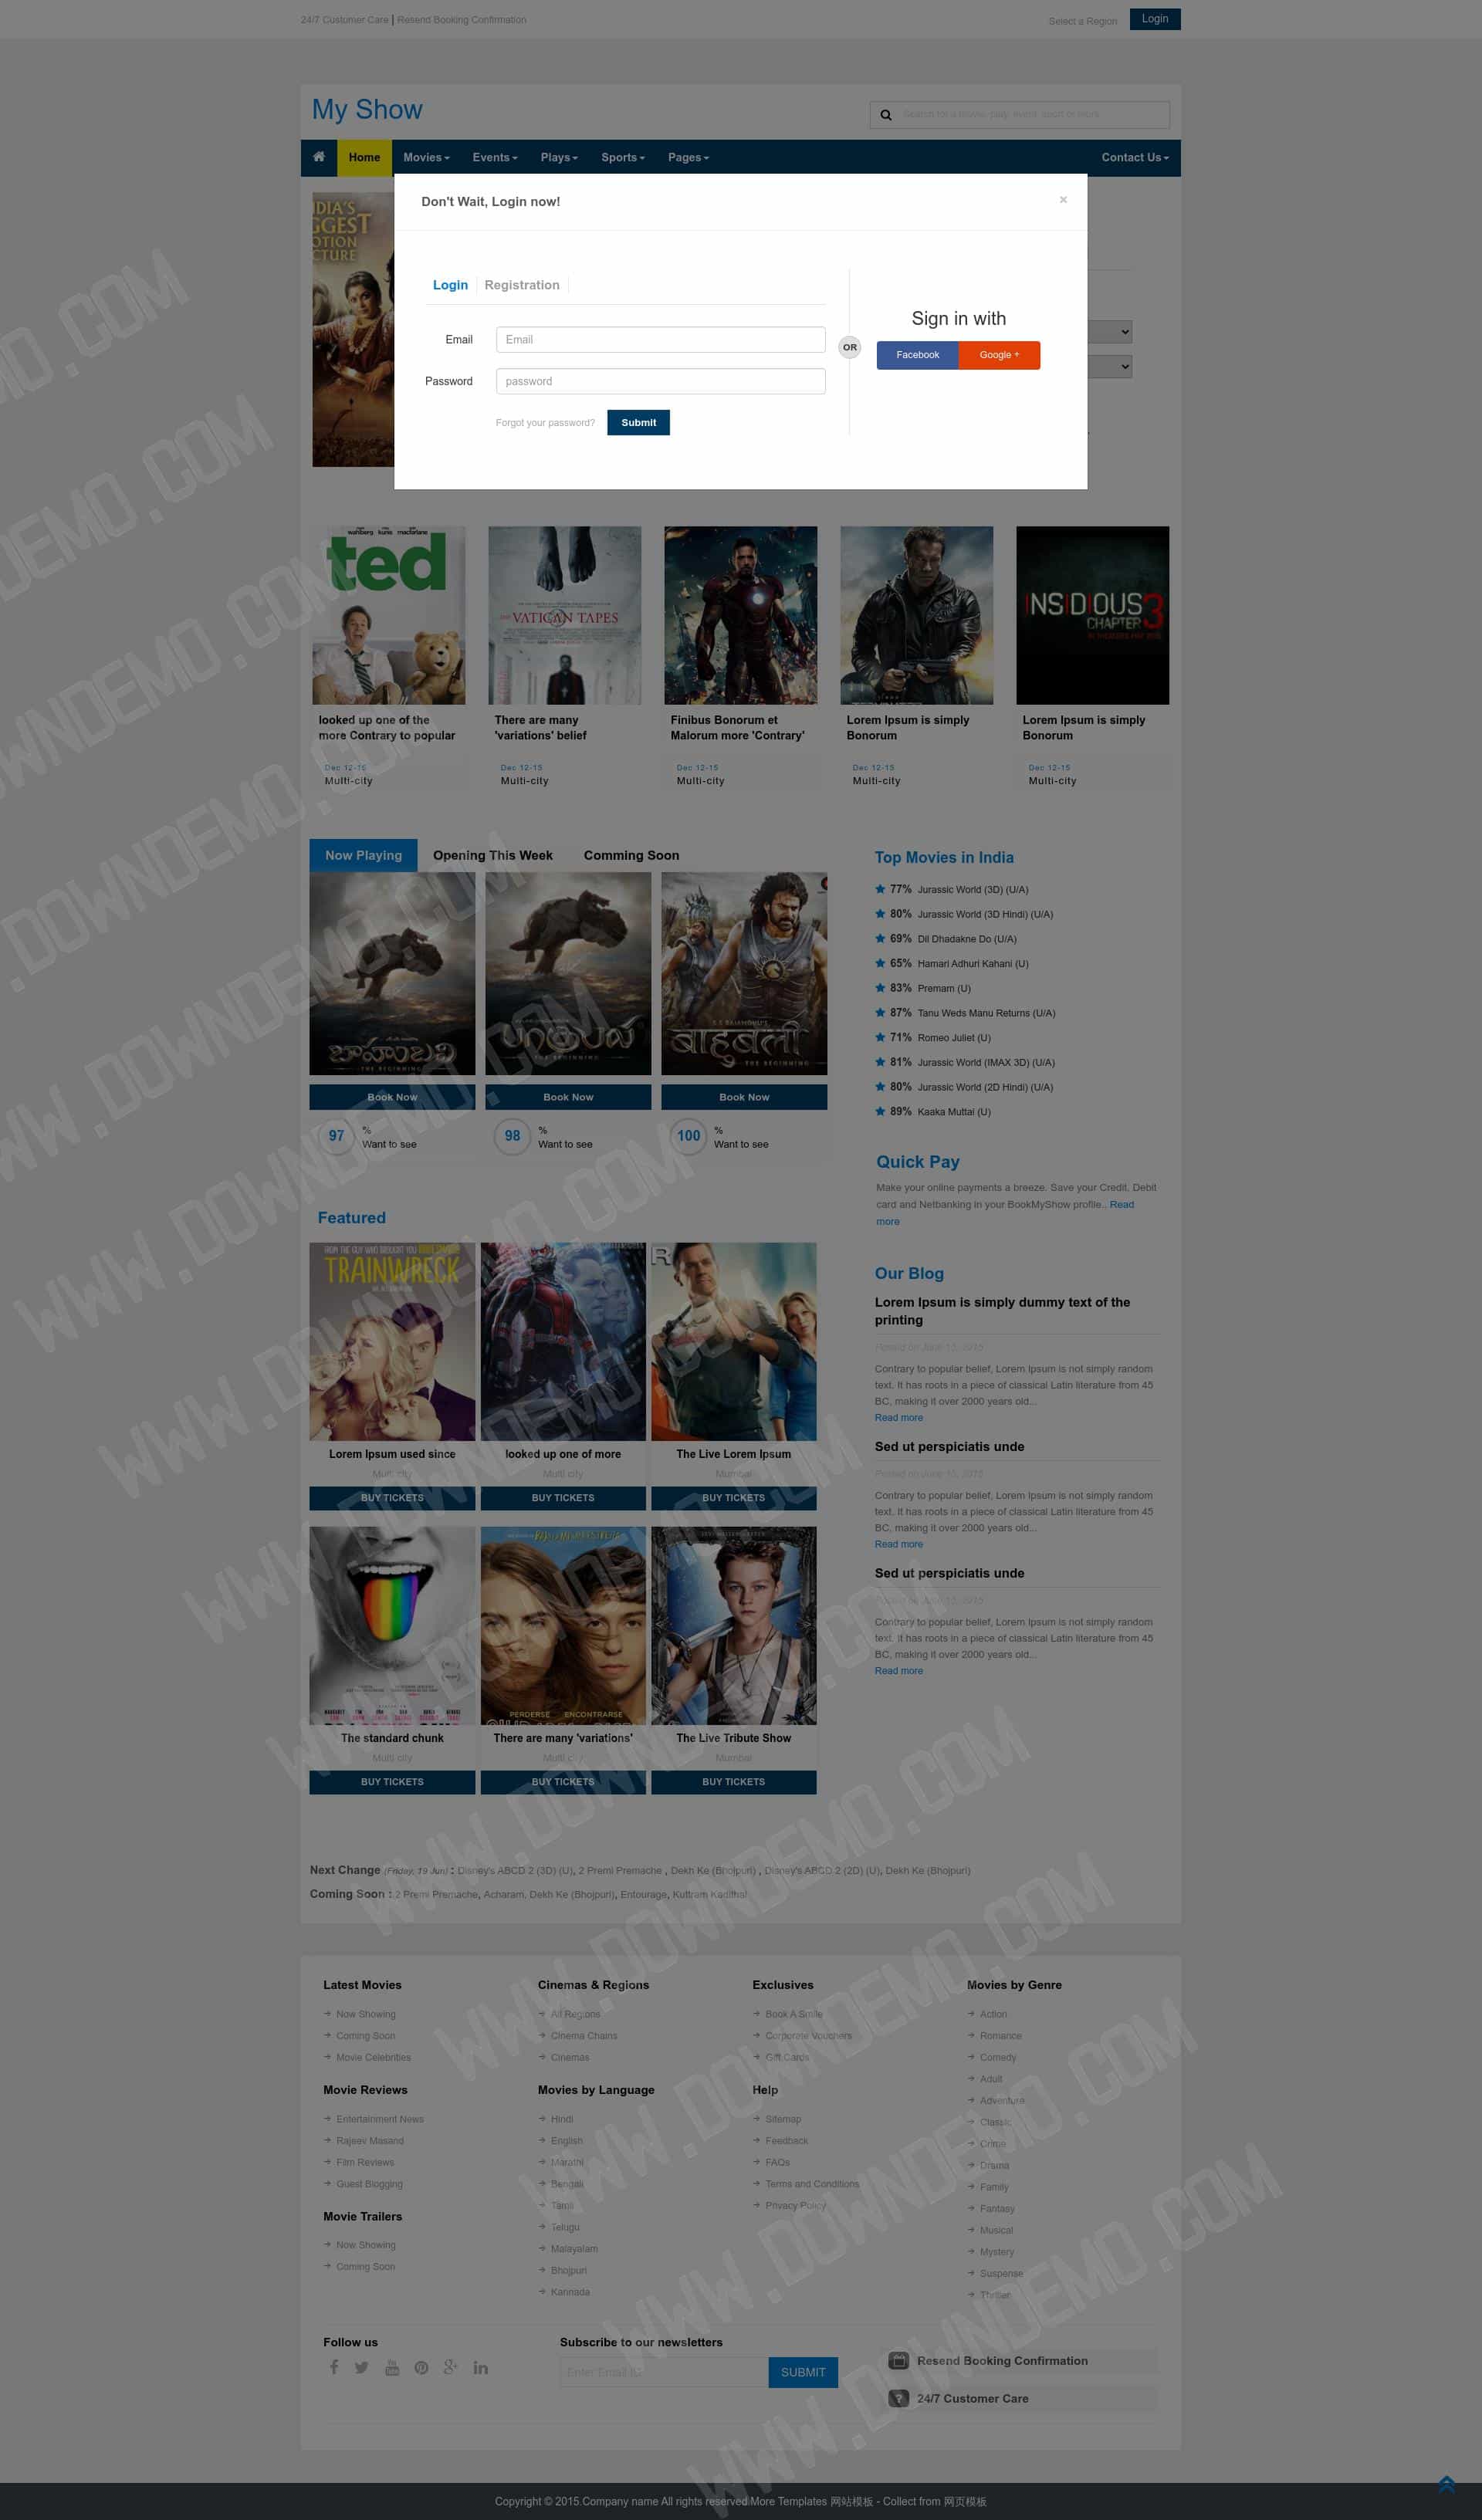 24/7 Customer Care | Resend Booking Confirmation
Select a Region
Login
My Show
Search for a movie, play, event, sport or more
Home
Movies
Events
Plays
Sports
Pages
Contact Us
Don't Wait, Login now!
×
Login
Registration
Email
Email
Password
password
Forgot your password?
Submit
OR
Sign in with
Facebook
Google +
ted
VATICAN TAPES
INSIDIOUS
CHAPTER 3
looked up one of the
more Contrary to popular
Dec 12-15
Multi-city
There are many
'variations' belief
Dec 12-15
Multi-city
Finibus Bonorum et
Malorum more 'Contrary'
Dec 12-15
Multi-city
Lorem Ipsum is simply
Bonorum
Dec 12-15
Multi-city
Lorem Ipsum is simply
Bonorum
Dec 12-15
Multi-city
Now Playing
Opening This Week
Comming Soon
THE BEGINNING
THE BEGINNING
बाहुबली
THE BEGINNING
Book Now
Book Now
Book Now
97
%
Want to see
98
%
Want to see
100
%
Want to see
Top Movies in India
77% Jurassic World (3D) (U/A)
80% Jurassic World (3D Hindi) (U/A)
69% Dil Dhadakne Do (U/A)
65% Hamari Adhuri Kahani (U)
83% Premam (U)
87% Tanu Weds Manu Returns (U/A)
71% Romeo Juliet (U)
81% Jurassic World (IMAX 3D) (U/A)
80% Jurassic World (2D Hindi) (U/A)
89% Kaaka Muttai (U)
Quick Pay
Make your online payments a breeze. Save your Credit, Debit
card and Netbanking in your BookMyShow profile.. Read
more
Featured
TRAINWRECK
Lorem Ipsum used since
Multi city
BUY TICKETS
looked up one of more
Multi city
BUY TICKETS
The Live Lorem Ipsum
Mumbai
BUY TICKETS
PERDERSE ENCONTRARSE
The standard chunk
Multi city
BUY TICKETS
There are many 'variations'
Multi city
BUY TICKETS
The Live Tribute Show
Mumbai
BUY TICKETS
Our Blog
Lorem Ipsum is simply dummy text of the
printing
Posted on June 15, 2015
Contrary to popular belief, Lorem Ipsum is not simply random
text. It has roots in a piece of classical Latin literature from 45
BC, making it over 2000 years old...
Read more
Sed ut perspiciatis unde
Posted on June 15, 2015
Contrary to popular belief, Lorem Ipsum is not simply random
text. It has roots in a piece of classical Latin literature from 45
BC, making it over 2000 years old...
Read more
Sed ut perspiciatis unde
Posted on June 15, 2015
Contrary to popular belief, Lorem Ipsum is not simply random
text. It has roots in a piece of classical Latin literature from 45
BC, making it over 2000 years old...
Read more
Next Change (Friday, 19 Jun) : Disney's ABCD 2 (3D) (U), 2 Premi Premache , Dekh Ke (Bhojpuri) , Disney's ABCD 2 (2D) (U), Dekh Ke (Bhojpuri)
Coming Soon : 2 Premi Premache, Acharam, Dekh Ke (Bhojpuri), Entourage, Kuttram Kadithal
Latest Movies
Now Showing
Coming Soon
Movie Celebrities
Movie Reviews
Entertainment News
Rajeev Masand
Film Reviews
Guest Blogging
Movie Trailers
Now Showing
Coming Soon
Cinemas & Regions
All Regions
Cinema Chains
Cinemas
Movies by Language
Hindi
English
Marathi
Bengali
Tamil
Telugu
Malayalam
Bhojpuri
Kannada
Exclusives
Book A Smile
Corporate Vouchers
Gift Cards
Help
Sitemap
Feedback
FAQs
Terms and Conditions
Privacy Policy
Movies by Genre
Action
Romance
Comedy
Adult
Adventure
Classic
Crime
Drama
Family
Fantasy
Musical
Mystery
Suspense
Thriller
Follow us
Subscribe to our newsletters
Enter Email ID
SUBMIT
Resend Booking Confirmation
24/7 Customer Care
Copyright © 2015.Company name All rights reserved.More Templates 网站模板 - Collect from 网页模板
WWW.DOWNDEMO.COM